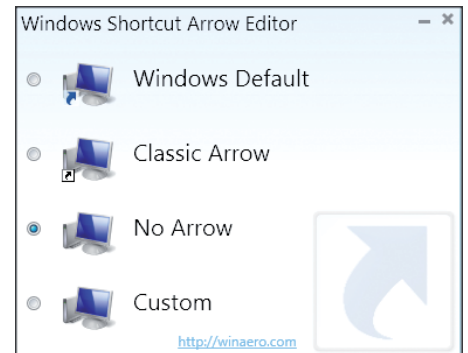 Windows Shortcut Arrow Editor
Windows Default
Classic Arrow
No Arrow
Custom
http://winaero.com